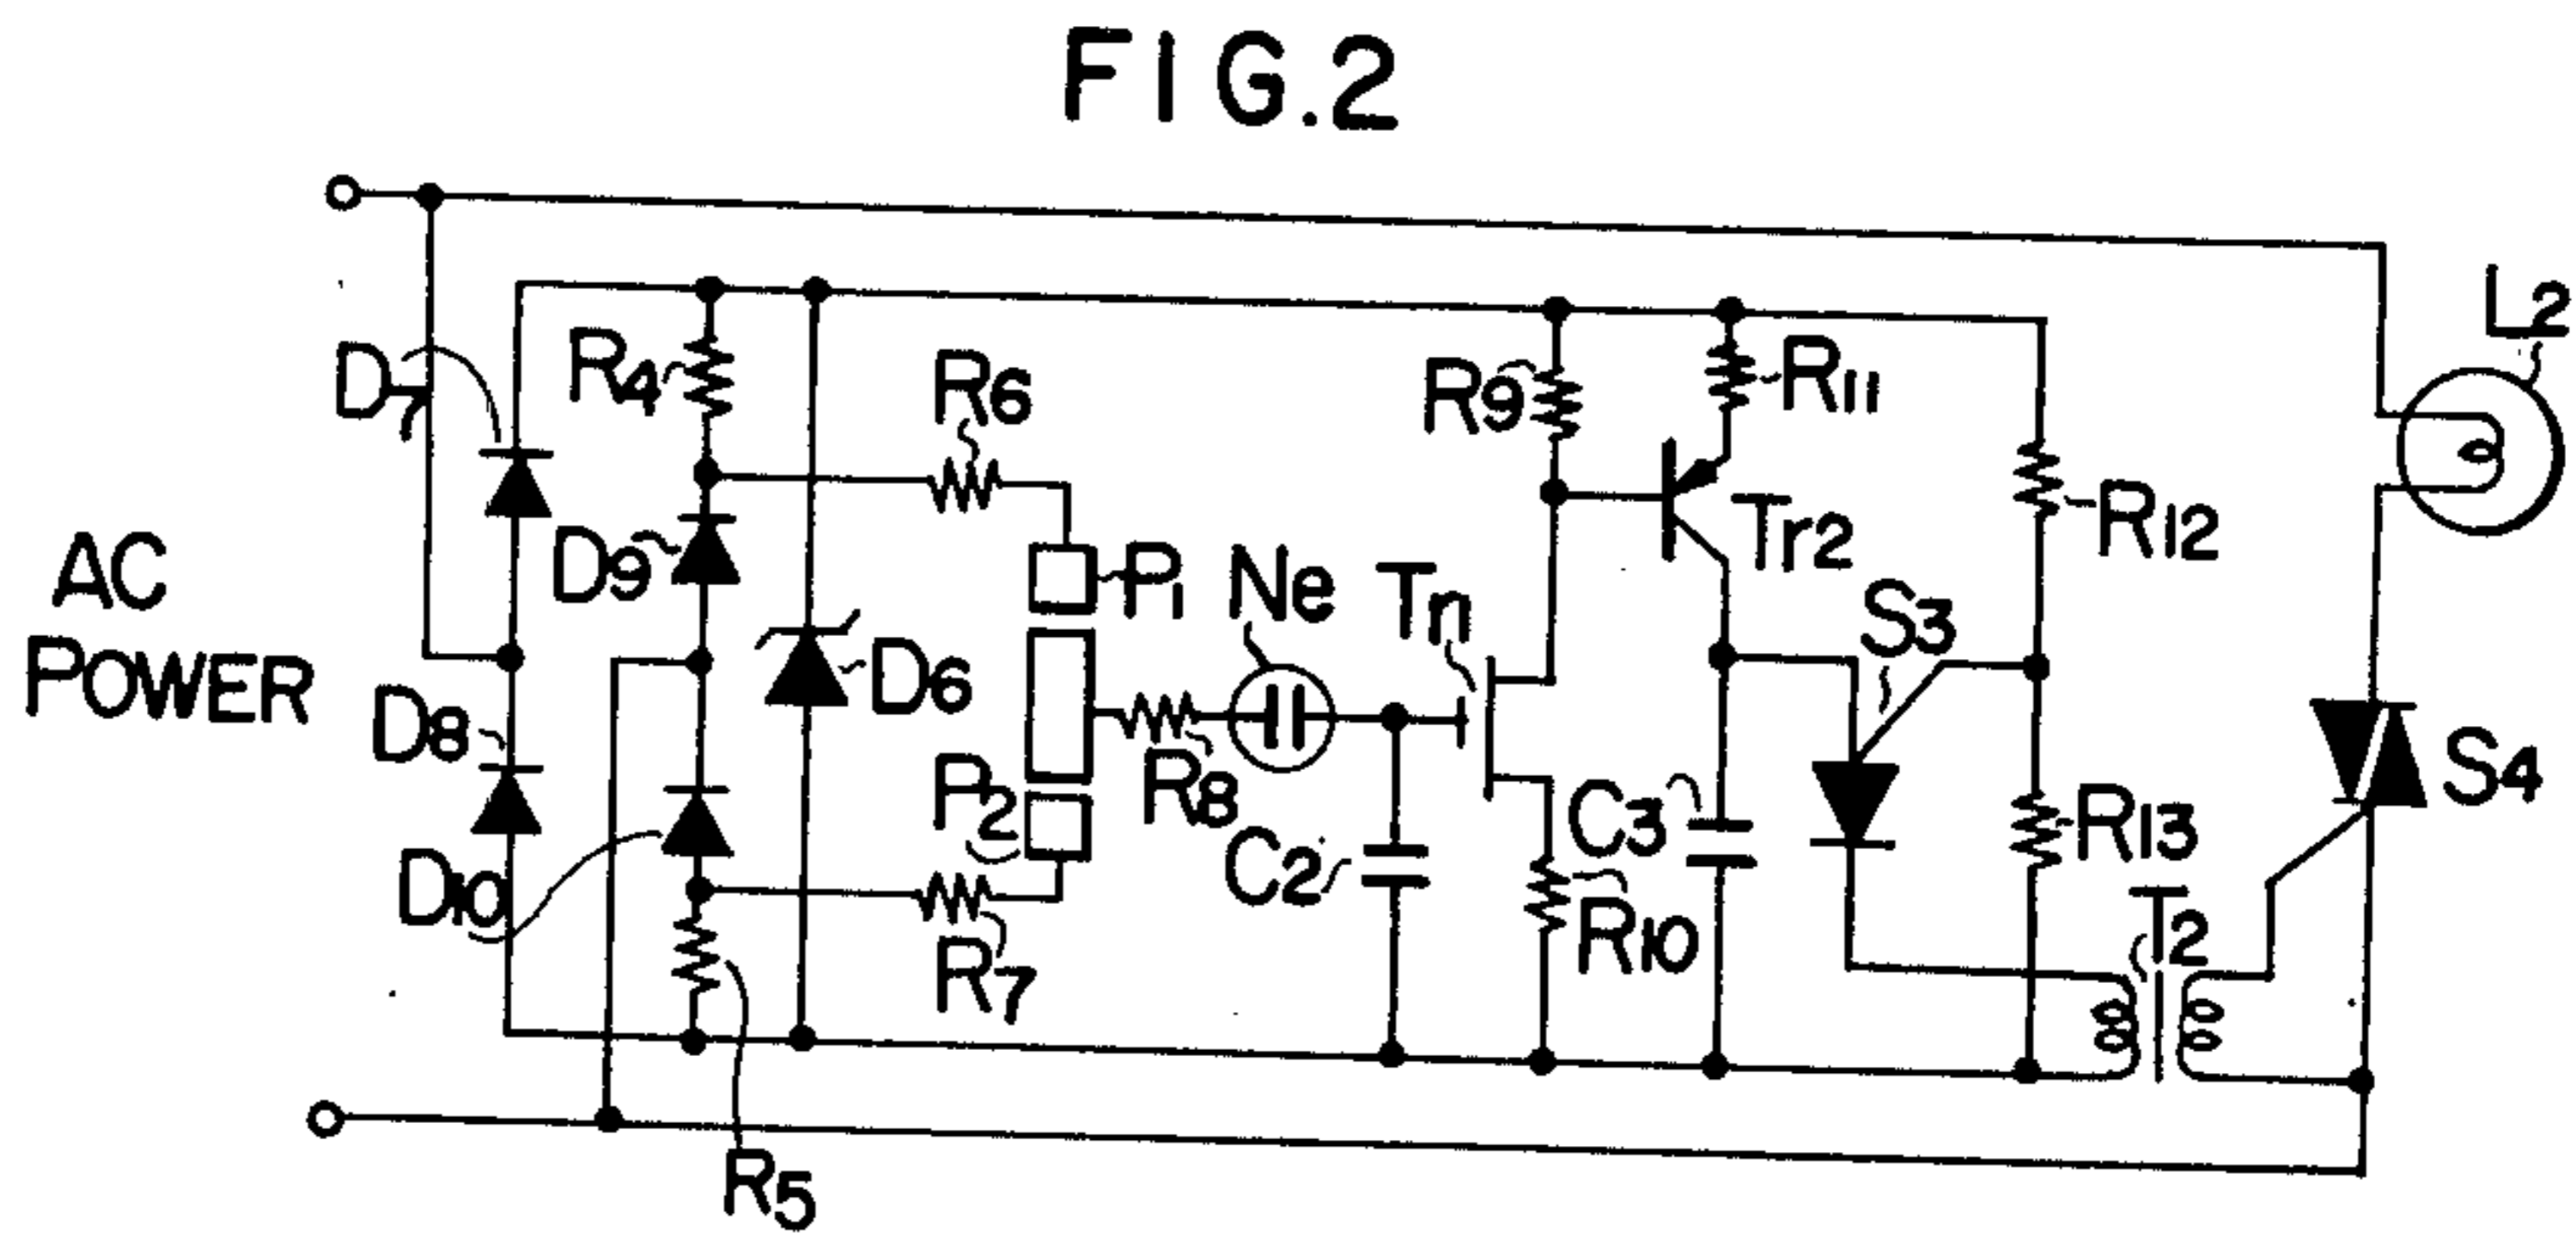 FIG.2
AC
POWER
D7
D8
D9
D10
R4
R5
D6
R6
R7
P1
P2
R8
Ne
C2
Tn
R9
R10
R11
Tr2
C3
S3
R12
R13
T2
L2
S4